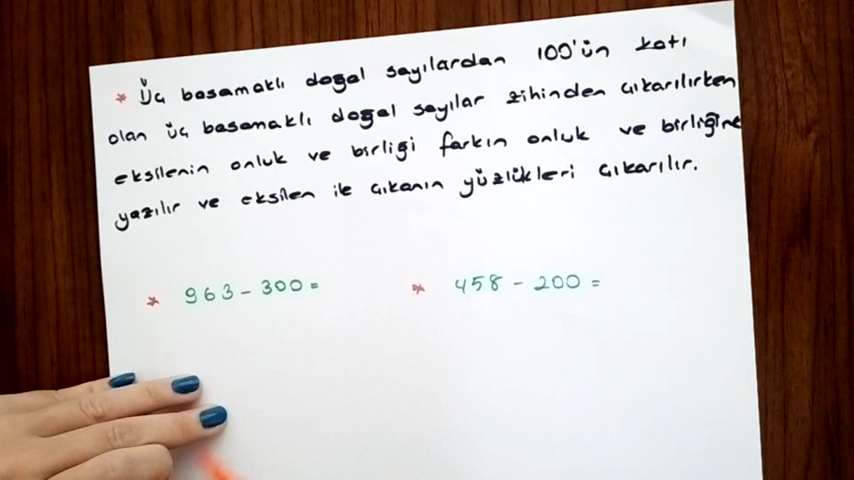 * Üç basamaklı doğal sayılardan 100'ün katı
olan üç basamaklı doğal sayılar zihinden çıkarılırken
eksilenin onluk ve birliği farkın onluk ve birliğine
yazılır ve eksilen ile çıkanın yüzlükleri çıkarılır.
* 963 - 300 = * 458 - 200 =